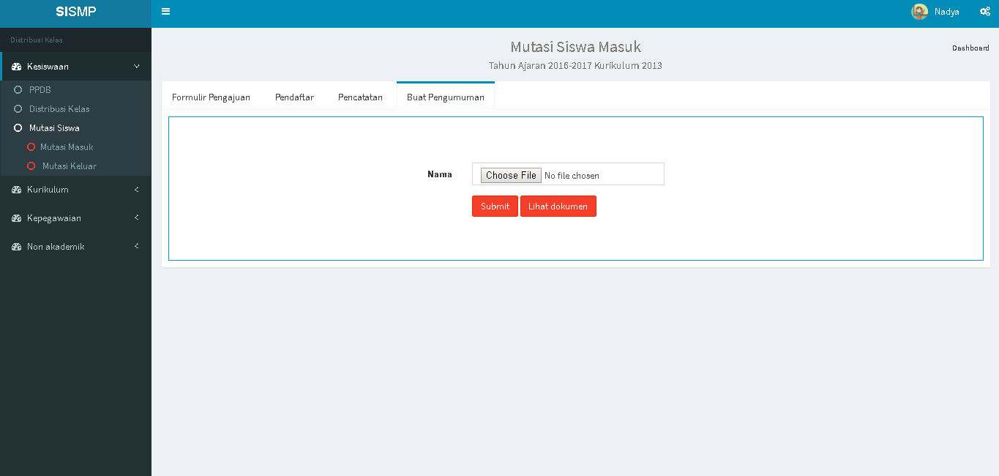 SISMP
Nadya
Distribusi Kelas
Kesiswaan
PPDB
Distribusi Kelas
Mutasi Siswa
Mutasi Masuk
Mutasi Keluar
Kurikulum
Kepegawaian
Non akademik
Mutasi Siswa Masuk
Tahun Ajaran 2016-2017 Kurikulum 2013
Dashboard
Formulir Pengajuan Pendaftar Pencatatan Buat Pengumuman
Nama Choose File No file chosen
Submit Lihat dokumen